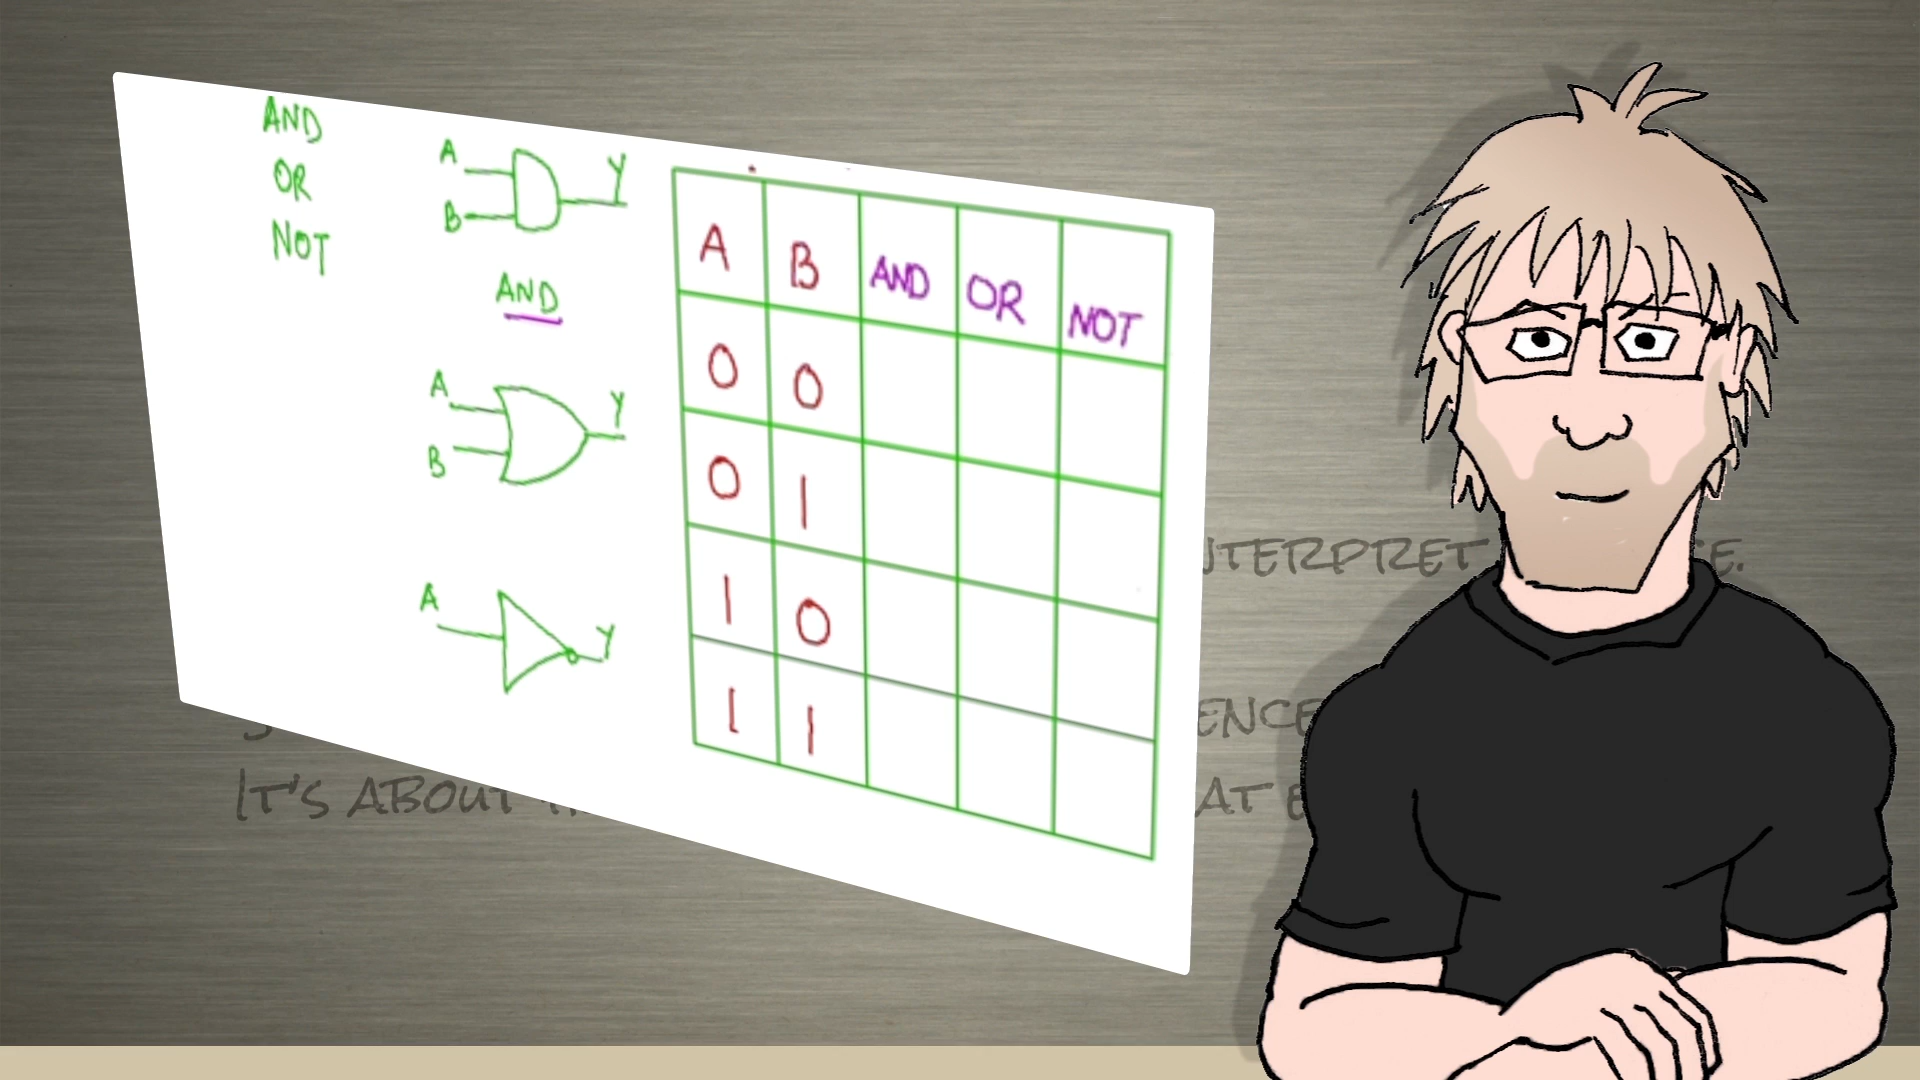 AND
OR
NOT
A
Y
B
AND
A
Y
B
A
Y
A B AND OR NOT
0 0
0 1
1 0
1 1
IT'S ABOUT